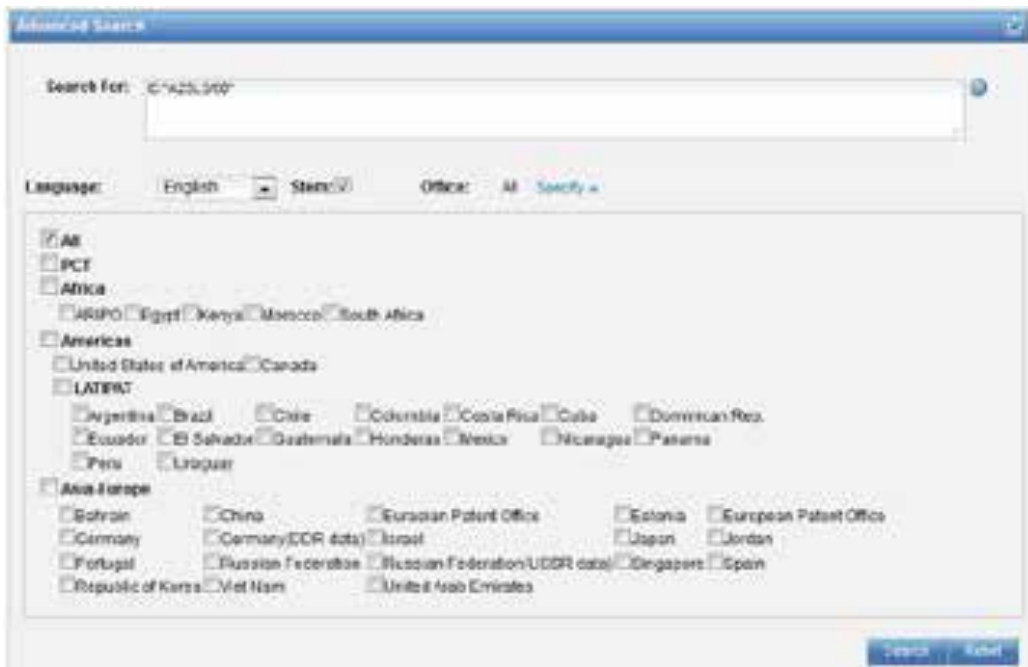 Advanced Search
Search For:
Language: English Stem: Office: All Specify
All
PCT
Africa
ARIPO Egypt Kenya Morocco South Africa
Americas
United States of America Canada
LATIPAT
Argentina Brazil Chile Colombia Costa Rica Cuba Dominican Rep.
Ecuador El Salvador Guatemala Honduras Mexico Nicaragua Panama
Peru Uruguay
Asia-Europe
Bahrain China Eurasian Patent Office Estonia European Patent Office
Germany Germany(DDR data) Israel Japan Jordan
Portugal Russian Federation Russian Federation(USSR data) Singapore Spain
Republic of Korea Viet Nam United Arab Emirates
Search Reset